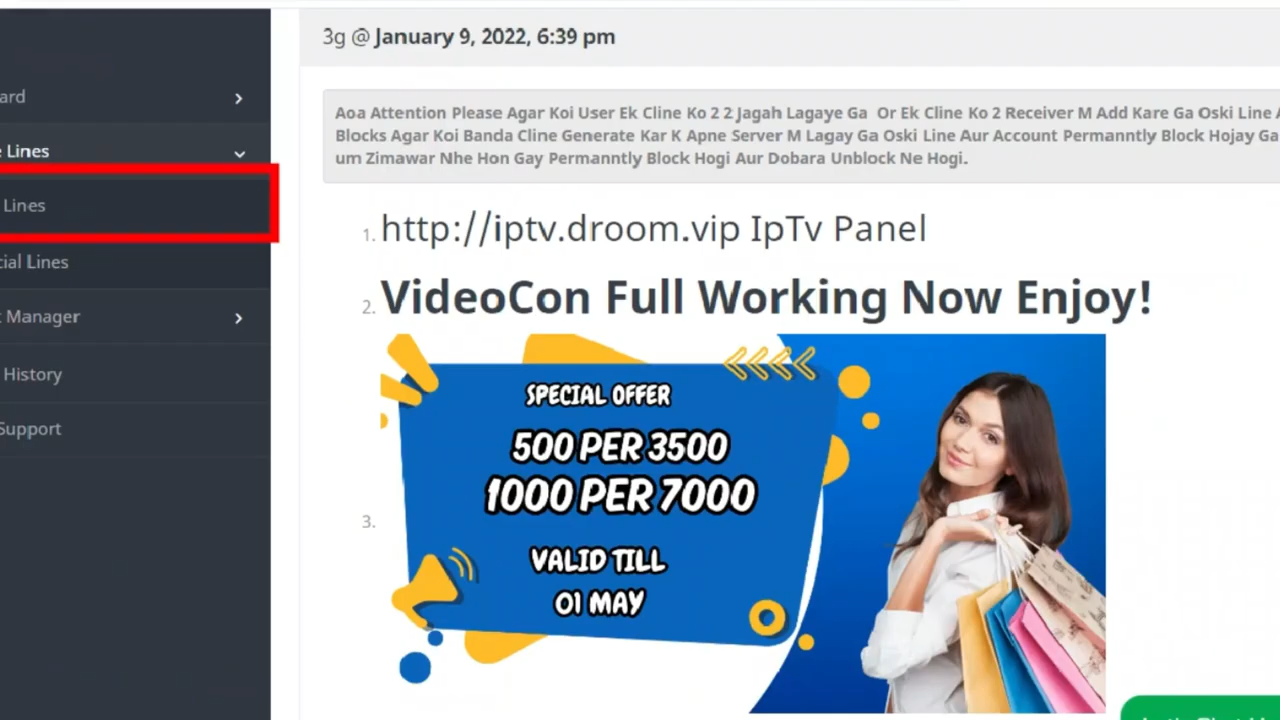 3g @ January 9, 2022, 6:39 pm
ard
Lines
Lines
cial Lines
Manager
History
Support
Aoa Attention Please Agar Koi User Ek Cline Ko 2 2 Jagah Lagaye Ga Or Ek Cline Ko 2 Receiver M Add Kare Ga Oski Line
Blocks Agar Koi Banda Cline Generate Kar K Apne Server M Lagay Ga Oski Line Aur Account Permanntly Block Hojay Ga
um Zimawar Nhe Hon Gay Permanntly Block Hogi Aur Dobara Unblock Ne Hogi.
1. http://iptv.droom.vip IpTv Panel
2. VideoCon Full Working Now Enjoy!
3.
SPECIAL OFFER
500 PER 3500
1000 PER 7000
VALID TILL
01 MAY